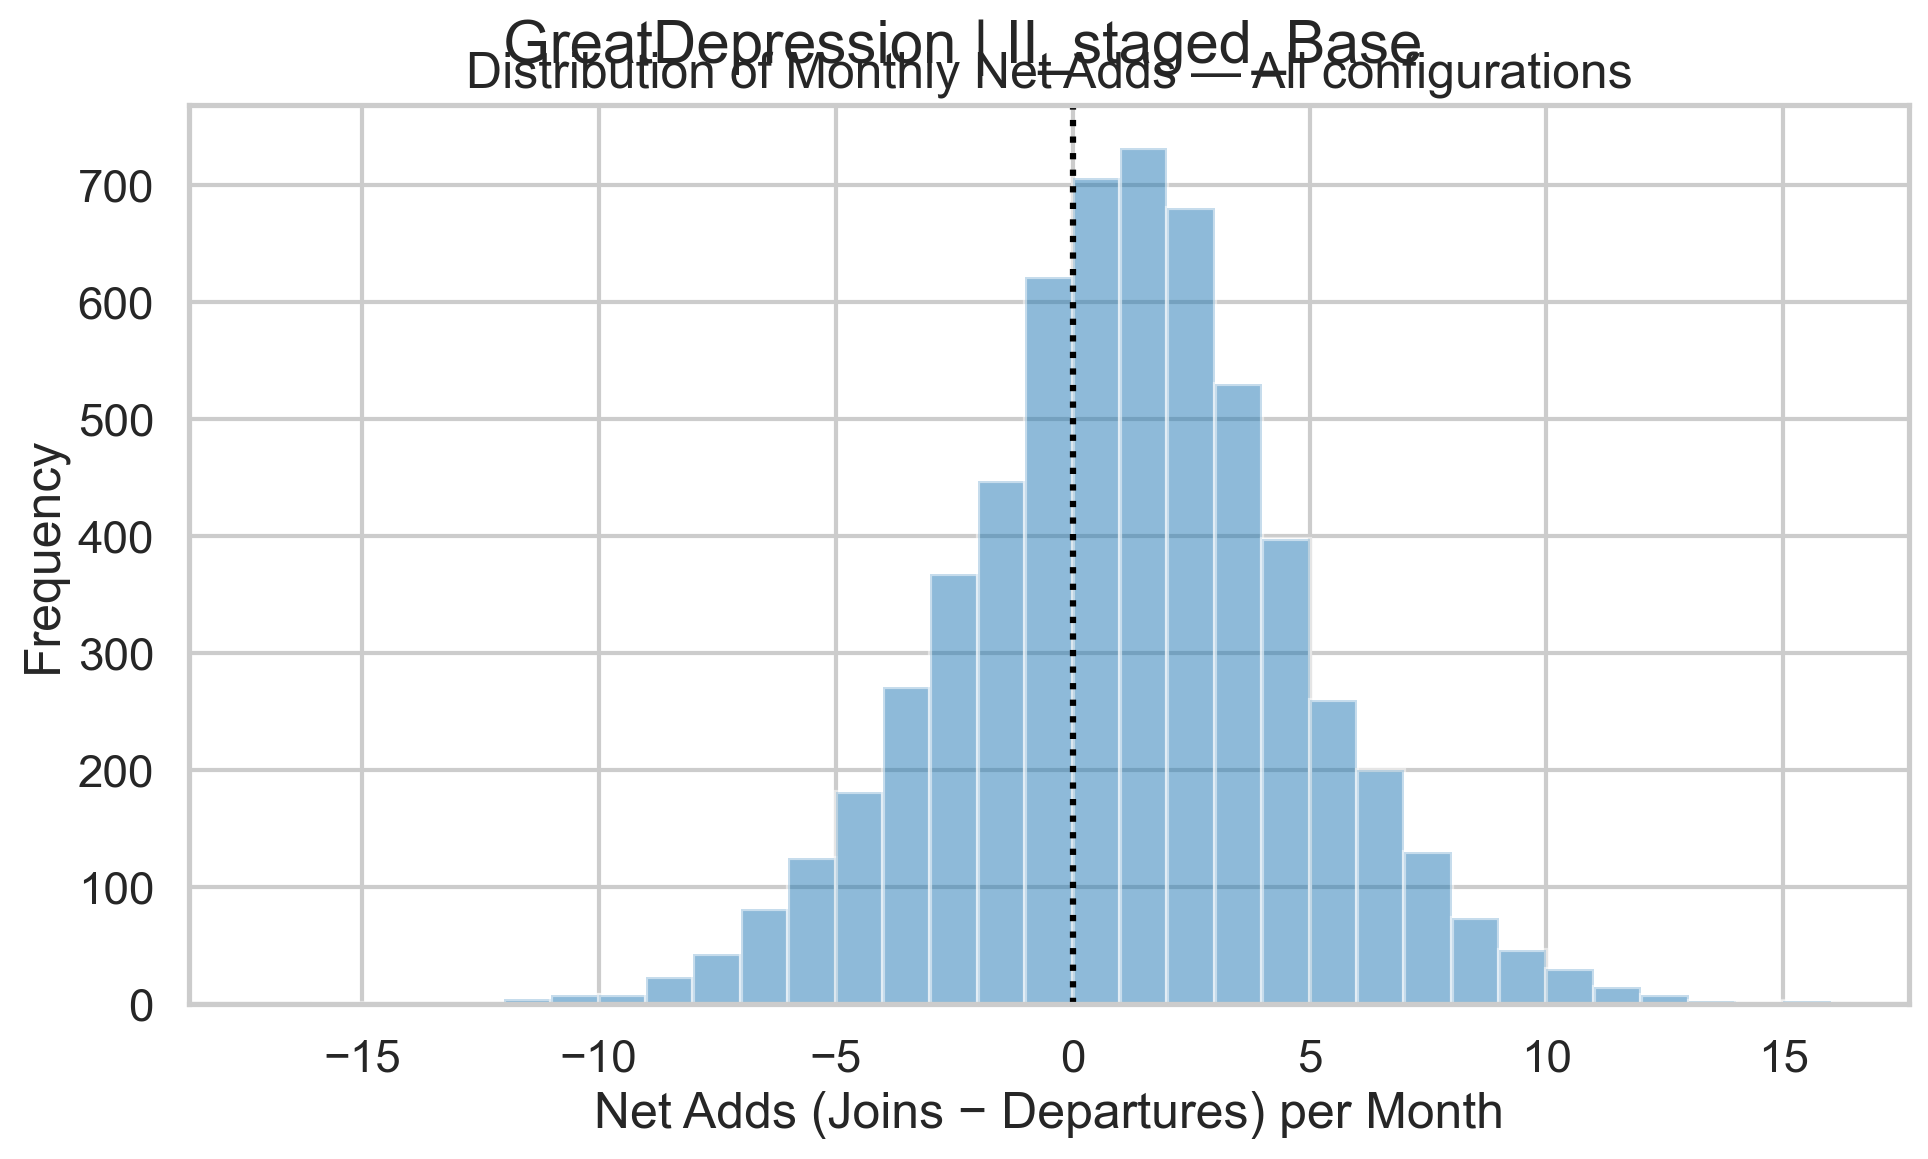 GreatDepression | II_staged_Base
Distribution of Monthly Net Adds — All configurations
700
600
500
400
300
200
100
0
Frequency
−15 −10 −5 0 5 10 15
Net Adds (Joins − Departures) per Month